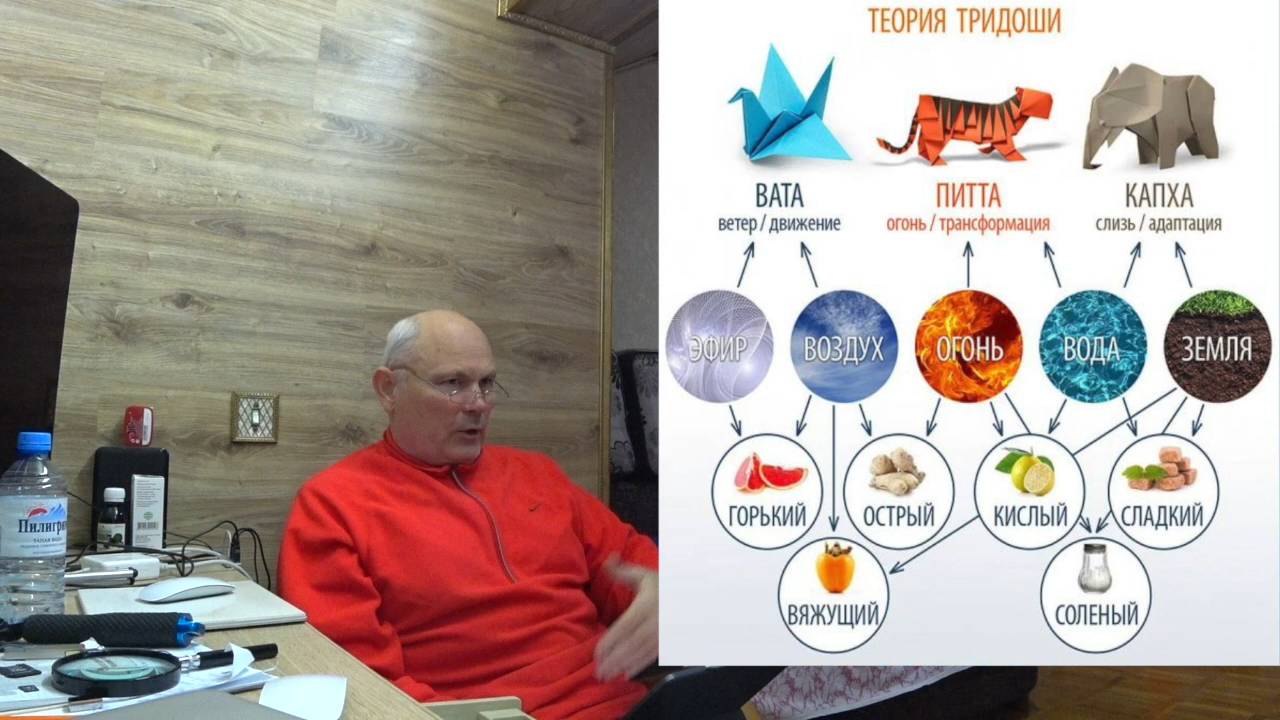 ТЕОРИЯ ТРИДОШИ
ВАТА
ветер / движение
ПИТТА
огонь / трансформация
КАПХА
слизь / адаптация
ЭФИР
ВОЗДУХ
ОГОНЬ
ВОДА
ЗЕМЛЯ
ГОРЬКИЙ
ОСТРЫЙ
КИСЛЫЙ
СЛАДКИЙ
ВЯЖУЩИЙ
СОЛЕНЫЙ
Пилигрим